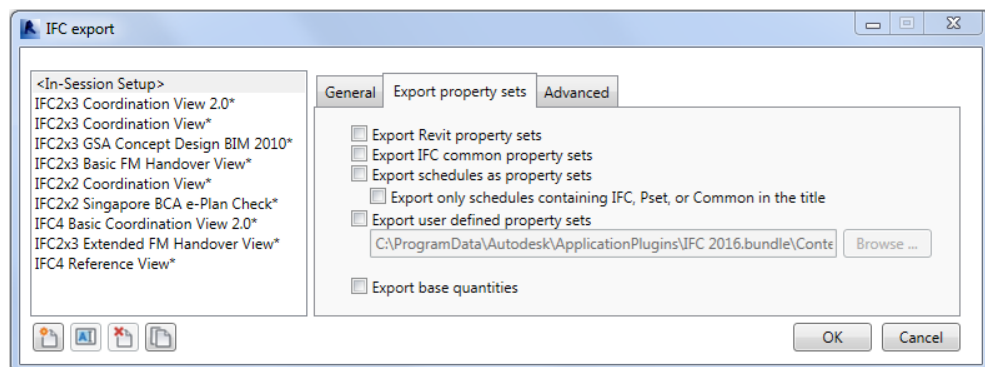 IFC export
<In-Session Setup>
IFC2x3 Coordination View 2.0*
IFC2x3 Coordination View*
IFC2x3 GSA Concept Design BIM 2010*
IFC2x3 Basic FM Handover View*
IFC2x2 Coordination View*
IFC2x2 Singapore BCA e-Plan Check*
IFC4 Basic Coordination View 2.0*
IFC2x3 Extended FM Handover View*
IFC4 Reference View*
General Export property sets Advanced
Export Revit property sets
Export IFC common property sets
Export schedules as property sets
Export only schedules containing IFC, Pset, or Common in the title
Export user defined property sets
C:\ProgramData\Autodesk\ApplicationPlugins\IFC 2016.bundle\Conte Browse ...
Export base quantities
OK Cancel